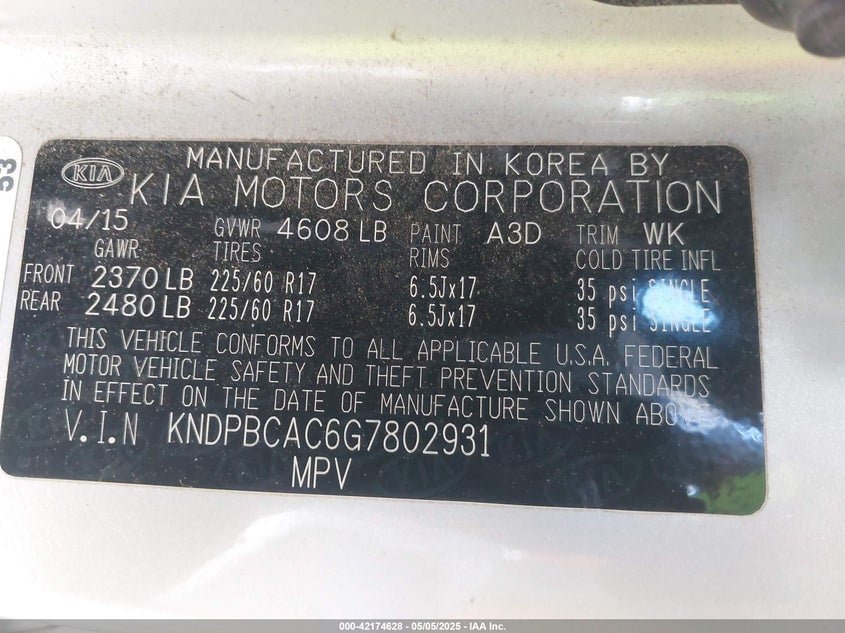 53
KIA
MANUFACTURED IN KOREA BY
KIA MOTORS CORPORATION
04/15 GVWR 4608 LB PAINT A3D TRIM WK
GAWR TIRES RIMS COLD TIRE INFL
FRONT 2370 LB 225/60 R17 6.5Jx17 35 psi SINGLE
REAR 2480 LB 225/60 R17 6.5Jx17 35 psi SINGLE
THIS VEHICLE CONFORMS TO ALL APPLICABLE U.S.A. FEDERAL
MOTOR VEHICLE SAFETY AND THEFT PREVENTION STANDARDS
IN EFFECT ON THE DATE OF MANUFACTURE SHOWN ABOVE
V.I.N KNDPBCAC6G7802931
MPV
000-42174628 - 05/05/2025 - IAA Inc.